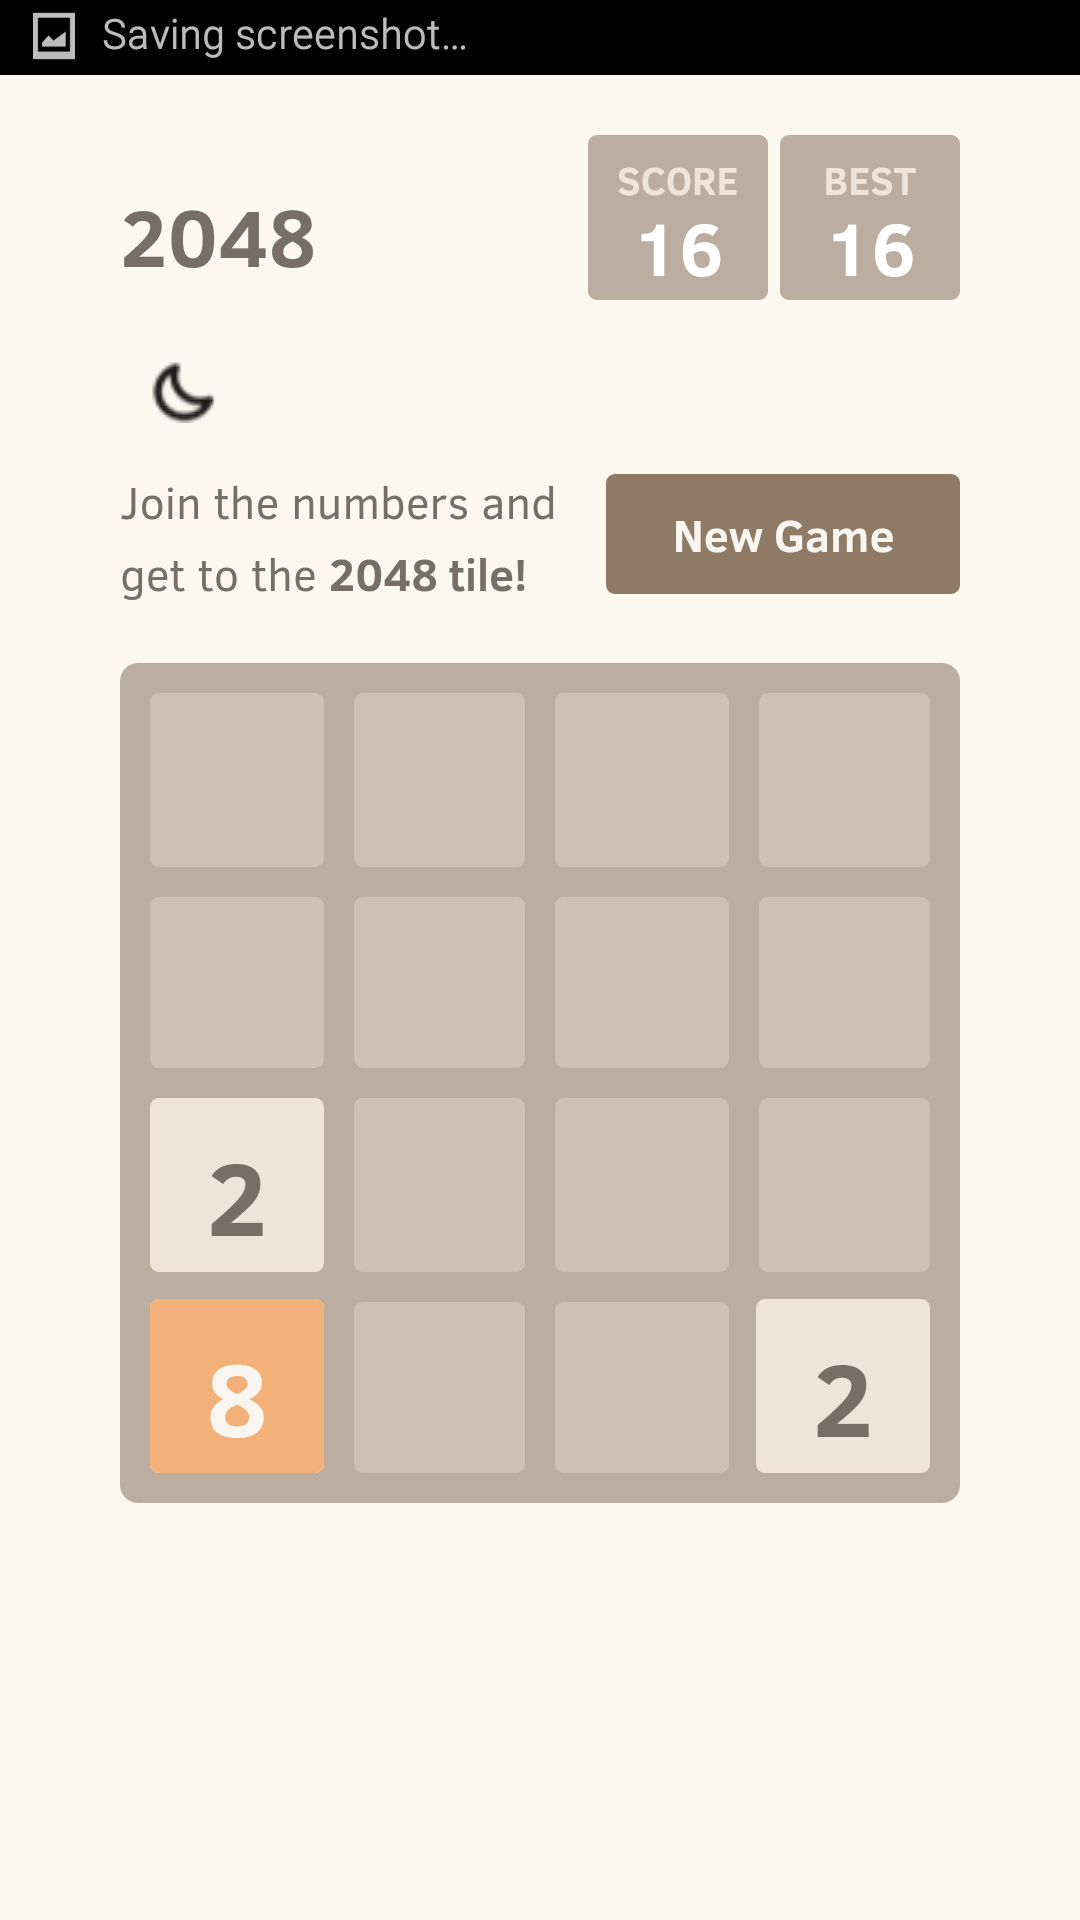 Saving screenshot...
SCORE
BEST
2048
16
16
Join the numbers and
get to the 2048 tile!
New Game
2
8
2